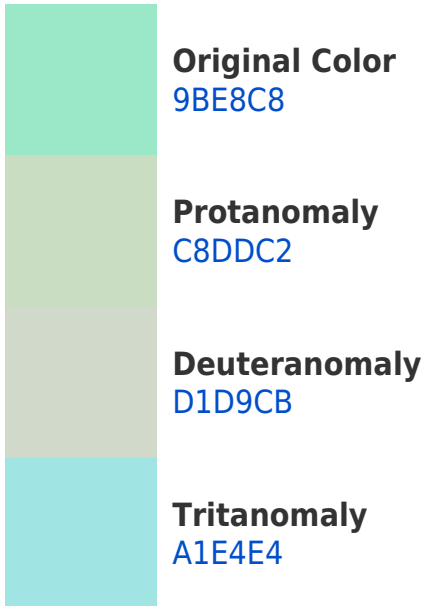 Original Color
9BE8C8
Protanomaly
C8DDC2
Deuteranomaly
D1D9CB
Tritanomaly
A1E4E4